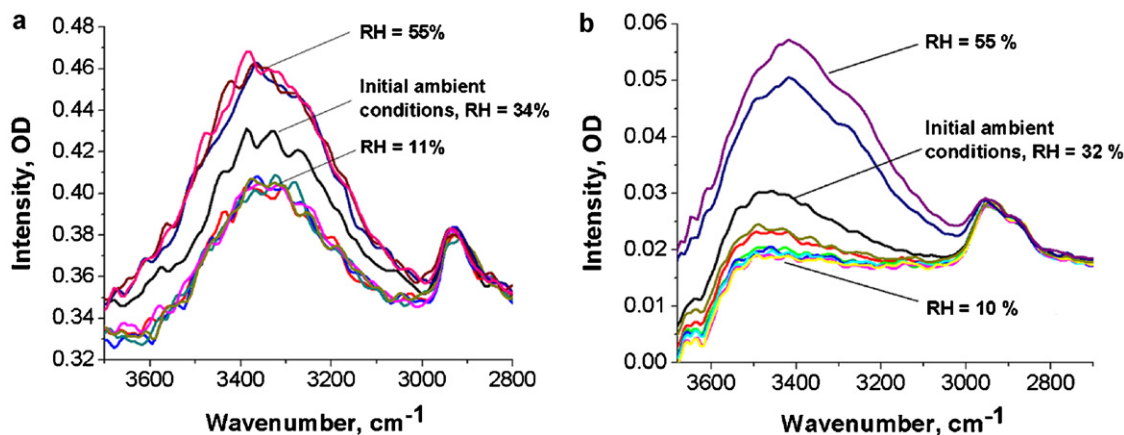 a
0.48
0.46
0.44
0.42
0.40
0.38
0.36
0.34
0.32
Intensity, OD
RH = 55%
Initial ambient
conditions, RH = 34%
RH = 11%
3600 3400 3200 3000 2800
Wavenumber, cm-1
b
0.06
0.05
0.04
0.03
0.02
0.01
0.00
Intensity, OD
RH = 55 %
Initial ambient
conditions, RH = 32 %
RH = 10 %
3600 3400 3200 3000 2800
Wavenumber, cm-1